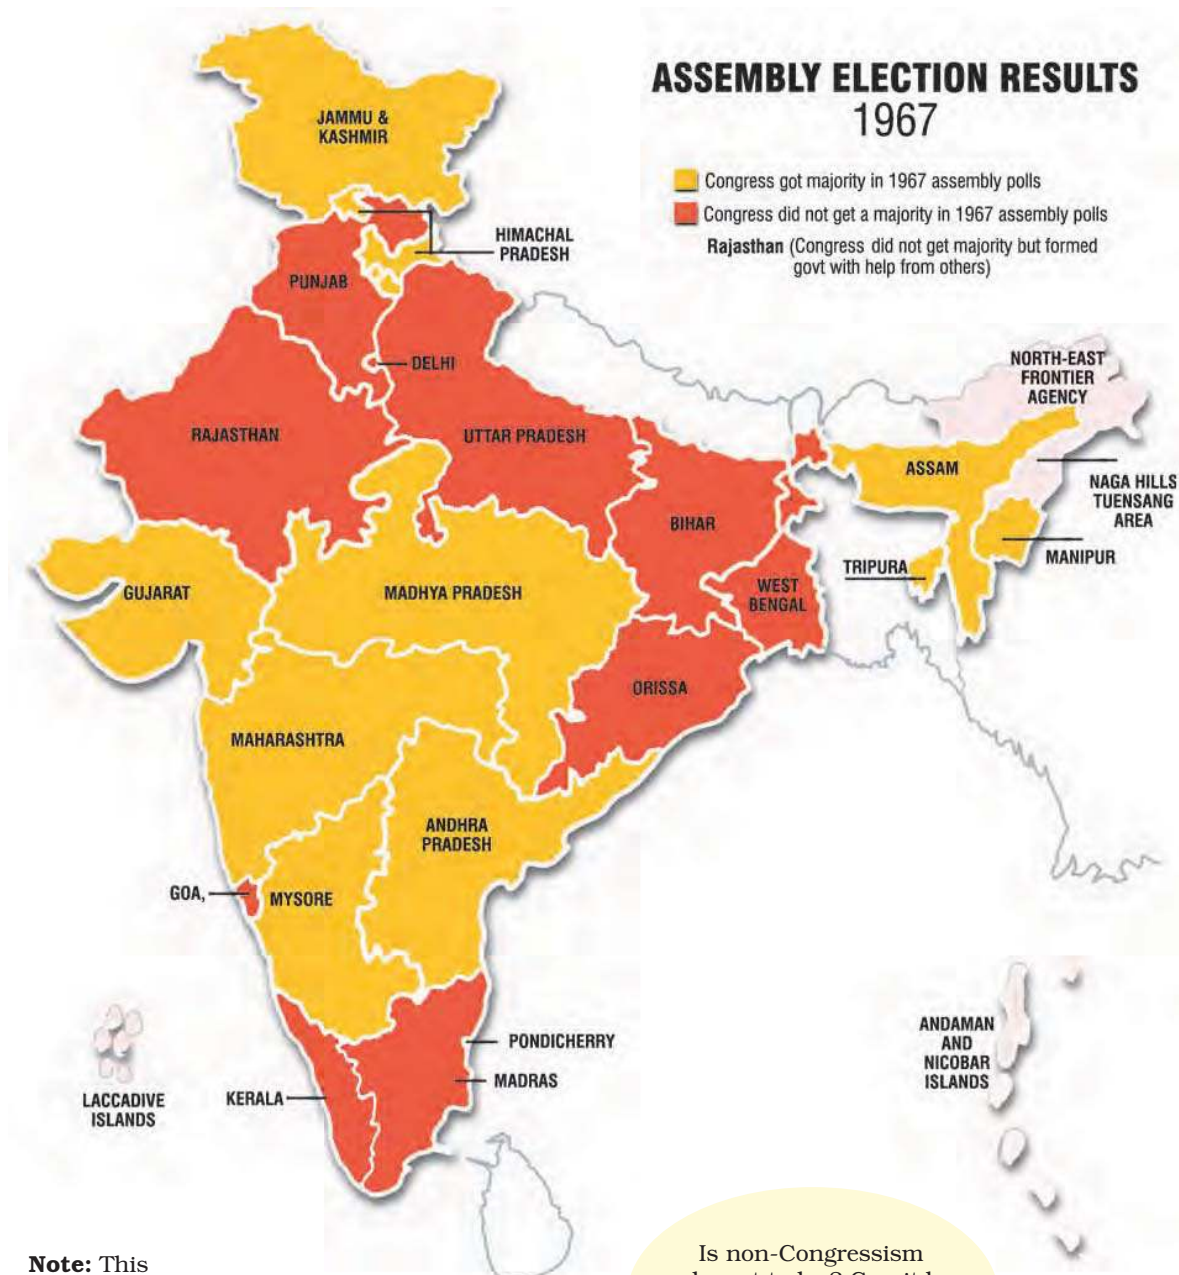 ASSEMBLY ELECTION RESULTS
1967
Congress got majority in 1967 assembly polls
Congress did not get a majority in 1967 assembly polls
Rajasthan (Congress did not get majority but formed
govt with help from others)
JAMMU &
KASHMIR
HIMACHAL
PRADESH
PUNJAB
DELHI
RAJASTHAN
UTTAR PRADESH
NORTH-EAST
FRONTIER
AGENCY
ASSAM
NAGA HILLS
TUENSANG
AREA
BIHAR
MANIPUR
TRIPURA
GUJARAT
MADHYA PRADESH
WEST
BENGAL
ORISSA
MAHARASHTRA
ANDHRA
PRADESH
GOA,
MYSORE
PONDICHERRY
MADRAS
KERALA
LACCADIVE
ISLANDS
ANDAMAN
AND
NICOBAR
ISLANDS
Note: This
Is non-Congressism